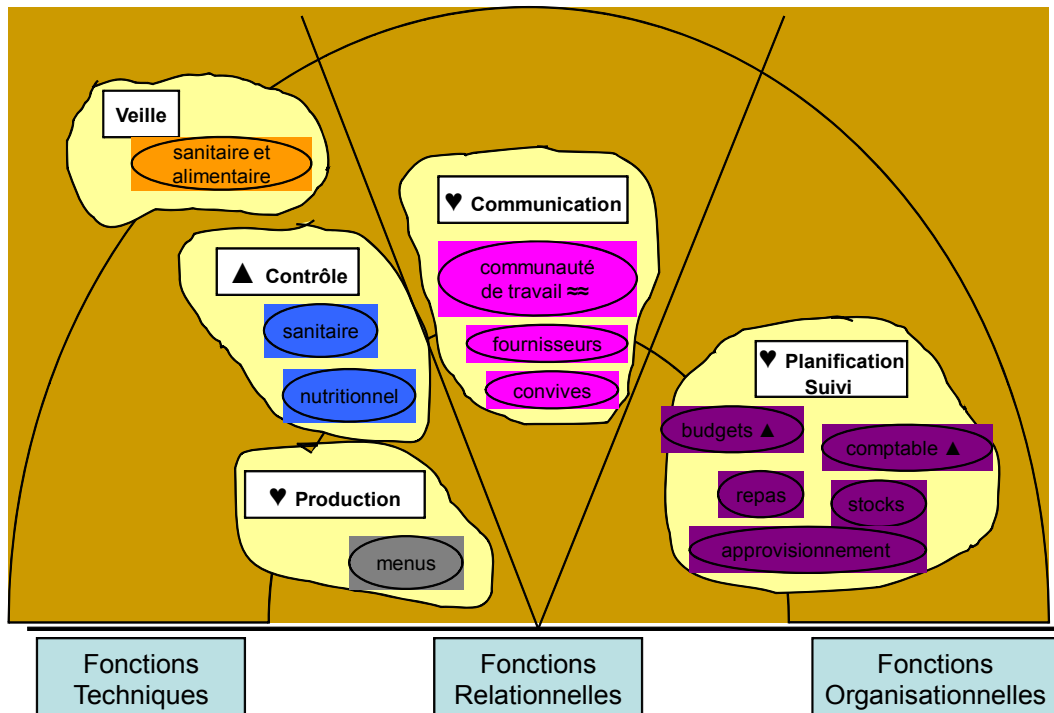 Veille
sanitaire et
alimentaire
▲ Contrôle
sanitaire
nutritionnel
♥ Production
menus
♥ Communication
communauté
de travail ≈≈
fournisseurs
convives
♥ Planification
Suivi
budgets ▲
comptable ▲
repas
stocks
approvisionnement
Fonctions
Techniques
Fonctions
Relationnelles
Fonctions
Organisationnelles